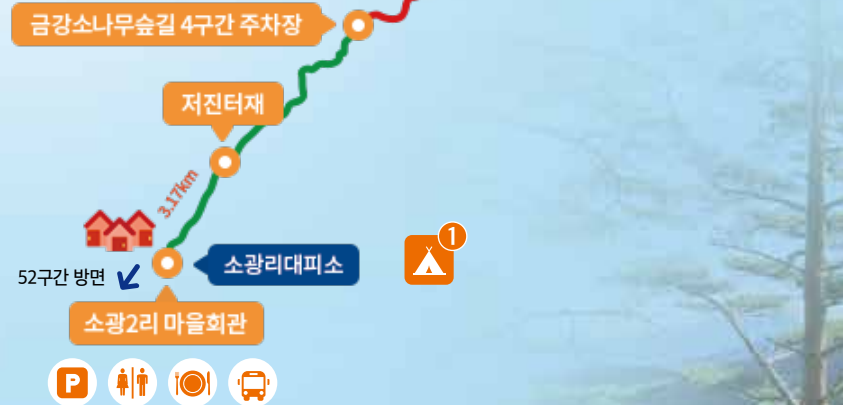 금강소나무숲길 4구간 주차장
저진터재
3.17km
1
소광리대피소
52구간 방면
소광2리 마을회관
P